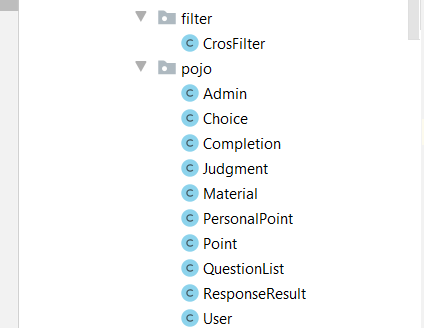 filter
CrosFilter
pojo
Admin
Choice
Completion
Judgment
Material
PersonalPoint
Point
QuestionList
ResponseResult
User